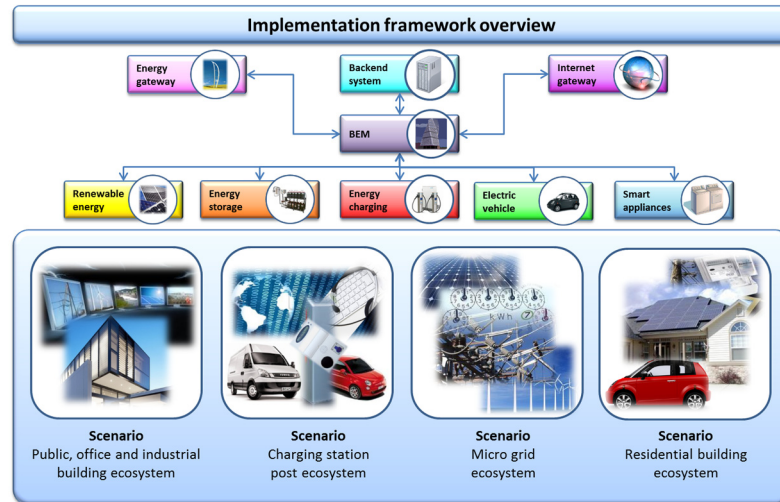 Implementation framework overview
Energy
gateway
Backend
system
Internet
gateway
BEM
Renewable
energy
Energy
storage
Energy
charging
Electric
vehicle
Smart
appliances
kWh
Scenario
Public, office and industrial
building ecosystem
Scenario
Charging station
post ecosystem
Scenario
Micro grid
ecosystem
Scenario
Residential building
ecosystem